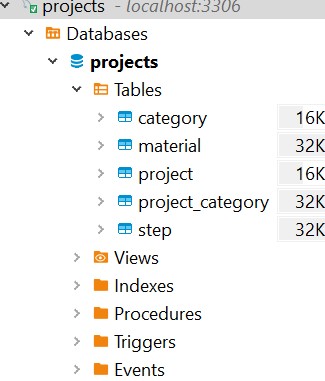 projects - localhost:3306
Databases
projects
Tables
category 16K
material 32K
project 16K
project_category 32K
step 32K
Views
Indexes
Procedures
Triggers
Events